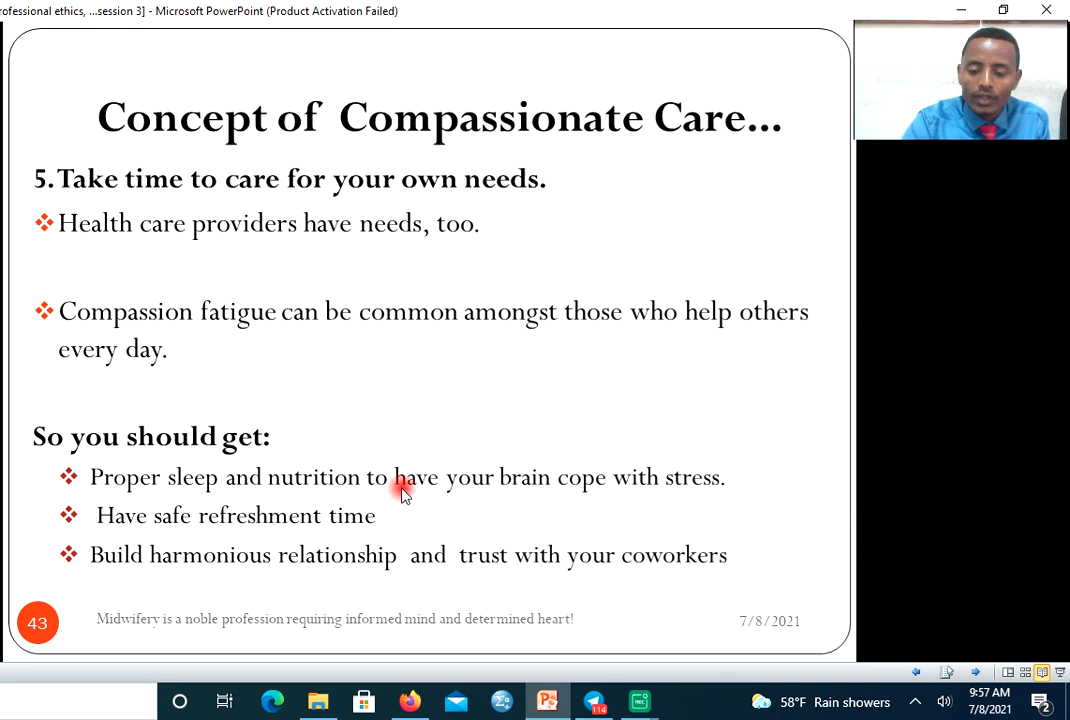 rofessional ethics, ...session 3] - Microsoft PowerPoint (Product Activation Failed)
Concept of Compassionate Care...
5. Take time to care for your own needs.
Health care providers have needs, too.
Compassion fatigue can be common amongst those who help others
every day.
So you should get:
Proper sleep and nutrition to have your brain cope with stress.
Have safe refreshment time
Build harmonious relationship and trust with your coworkers
43
Midwifery is a noble profession requiring informed mind and determined heart!
7/8/2021
114
REC
58°F Rain showers
9:57 AM
7/8/2021
2